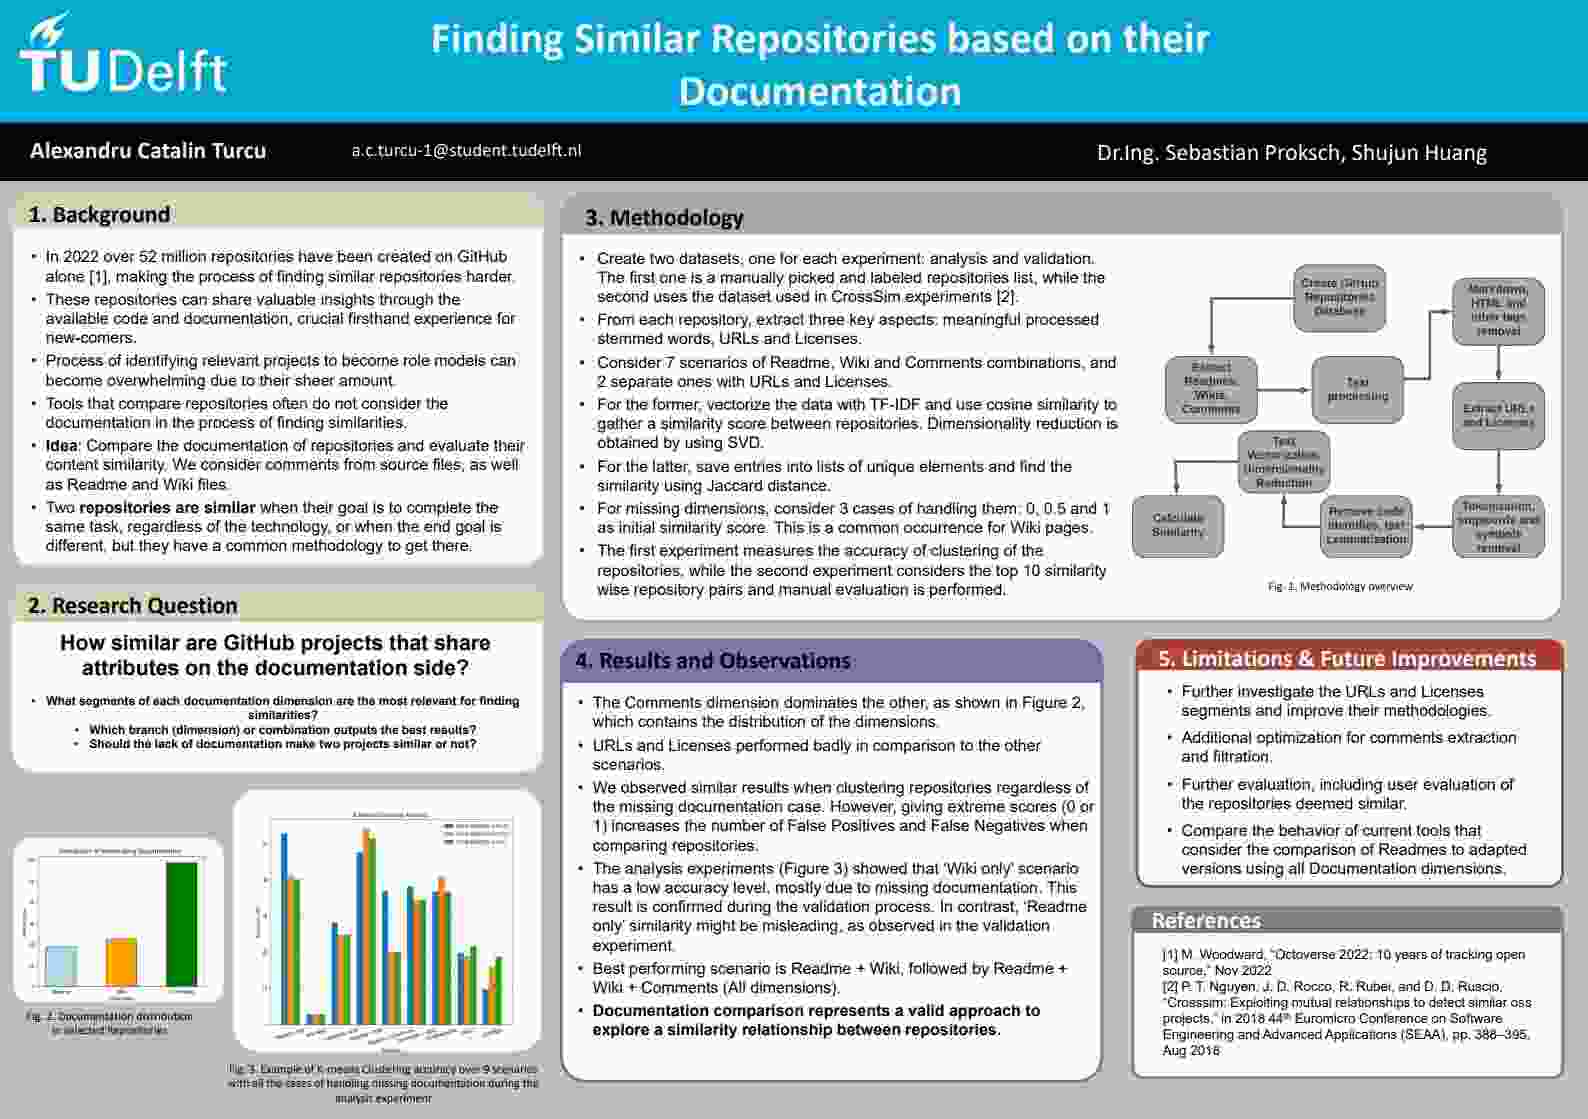 TUDelft
Finding Similar Repositories based on their
Documentation
Alexandru Catalin Turcu
a.c.turcu-1@student.tudelft.nl
Dr.Ing. Sebastian Proksch, Shujun Huang
1. Background
• In 2022 over 52 million repositories have been created on GitHub
alone [1], making the process of finding similar repositories harder.
• These repositories can share valuable insights through the
available code and documentation, crucial firsthand experience for
new-comers.
• Process of identifying relevant projects to become role models can
become overwhelming due to their sheer amount.
• Tools that compare repositories often do not consider the
documentation in the process of finding similarities.
• Idea: Compare the documentation of repositories and evaluate their
content similarity. We consider comments from source files, as well
as Readme and Wiki files.
• Two repositories are similar when their goal is to complete the
same task, regardless of the technology, or when the end goal is
different, but they have a common methodology to get there.
2. Research Question
How similar are GitHub projects that share
attributes on the documentation side?
• What segments of each documentation dimension are the most relevant for finding
similarities?
• Which branch (dimension) or combination outputs the best results?
• Should the lack of documentation make two projects similar or not?
Fig. 2. Documentation distribution
in selected Repositories
Fig. 3. Example of K-means Clustering accuracy over 9 scenarios
with all the cases of handling missing documentation during the
analysis experiment
3. Methodology
• Create two datasets, one for each experiment: analysis and validation.
The first one is a manually picked and labeled repositories list, while the
second uses the dataset used in CrossSim experiments [2].
• From each repository, extract three key aspects: meaningful processed
stemmed words, URLs and Licenses.
• Consider 7 scenarios of Readme, Wiki and Comments combinations, and
2 separate ones with URLs and Licenses.
• For the former, vectorize the data with TF-IDF and use cosine similarity to
gather a similarity score between repositories. Dimensionality reduction is
obtained by using SVD.
• For the latter, save entries into lists of unique elements and find the
similarity using Jaccard distance.
• For missing dimensions, consider 3 cases of handling them: 0, 0.5 and 1
as initial similarity score. This is a common occurrence for Wiki pages.
• The first experiment measures the accuracy of clustering of the
repositories, while the second experiment considers the top 10 similarity
wise repository pairs and manual evaluation is performed.
Create GitHub
Repositories
Database
Extract
Readmes,
Wikis,
Comments
Text
processing
Markdown,
HTML and
other tags
removal
Extract URLs
and Licenses
Tokenization,
stopwords and
symbols
removal
Remove code
identifies, text
Lemmatization
Text
Vectorization,
Dimensionality
Reduction
Calculate
Similarity
Fig. 1. Methodology overview
4. Results and Observations
• The Comments dimension dominates the other, as shown in Figure 2,
which contains the distribution of the dimensions.
• URLs and Licenses performed badly in comparison to the other
scenarios.
• We observed similar results when clustering repositories regardless of
the missing documentation case. However, giving extreme scores (0 or
1) increases the number of False Positives and False Negatives when
comparing repositories.
• The analysis experiments (Figure 3) showed that ‘Wiki only’ scenario
has a low accuracy level, mostly due to missing documentation. This
result is confirmed during the validation process. In contrast, ‘Readme
only’ similarity might be misleading, as observed in the validation
experiment.
• Best performing scenario is Readme + Wiki, followed by Readme +
Wiki + Comments (All dimensions).
• Documentation comparison represents a valid approach to
explore a similarity relationship between repositories.
5. Limitations & Future Improvements
• Further investigate the URLs and Licenses
segments and improve their methodologies.
• Additional optimization for comments extraction
and filtration.
• Further evaluation, including user evaluation of
the repositories deemed similar.
• Compare the behavior of current tools that
consider the comparison of Readmes to adapted
versions using all Documentation dimensions.
References
[1] M. Woodward, “Octoverse 2022: 10 years of tracking open
source,” Nov 2022
[2] P. T. Nguyen, J. D. Rocco, R. Rubei, and D. D. Ruscio,
“Crosssim: Exploiting mutual relationships to detect similar oss
projects,” in 2018 44th Euromicro Conference on Software
Engineering and Advanced Applications (SEAA), pp. 388–395,
Aug 2018